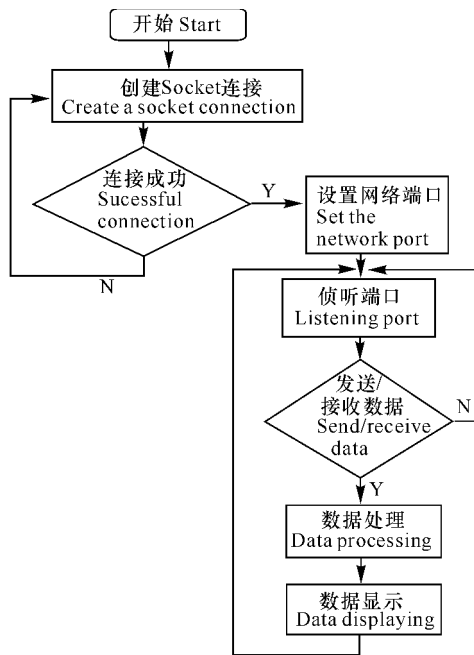 开始 Start
创建Socket连接
Create a socket connection
连接成功
Sucessful
connection
Y
N
设置网络端口
Set the
network port
侦听端口
Listening port
发送/
接收数据
Send/receive
data
N
Y
数据处理
Data processing
数据显示
Data displaying